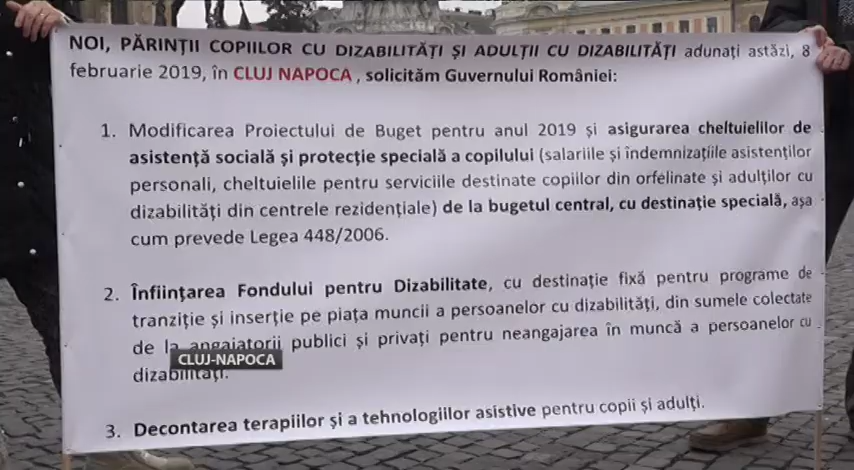 NOI, PĂRINȚII COPIILOR CU DIZABILITĂȚI ȘI ADULȚII CU DIZABILITĂȚI adunați astăzi, 8
februarie 2019, în CLUJ NAPOCA , solicităm Guvernului României:
1. Modificarea Proiectului de Buget pentru anul 2019 și asigurarea cheltuielilor de
asistență socială și protecție specială a copilului (salariile și îndemnizațiile asistenților
personali, cheltuielile pentru serviciile destinate copiilor din orfelinate și adulților cu
dizabilități din centrele rezidențiale) de la bugetul central, cu destinație specială, așa
cum prevede Legea 448/2006.
2. Înființarea Fondului pentru Dizabilitate, cu destinație fixă pentru programe de
tranziție și inserție pe piața muncii a persoanelor cu dizabilități, din sumele colectate
de la angajatorii publici și privați pentru neangajarea în muncă a persoanelor cu
dizabilități.
CLUJ-NAPOCA
3. Decontarea terapiilor și a tehnologiilor asistive pentru copii și adulți.